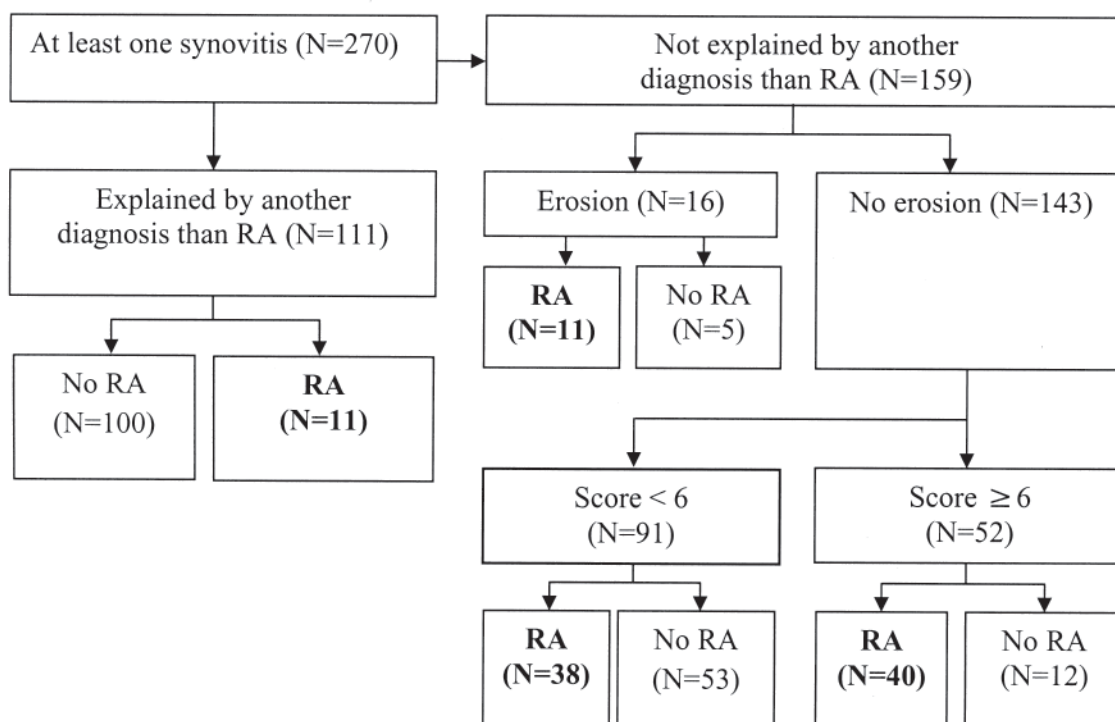 At least one synovitis (N=270)
Not explained by another
diagnosis than RA (N=159)
Explained by another
diagnosis than RA (N=111)
No RA
(N=100)
RA
(N=11)
Erosion (N=16)
No erosion (N=143)
RA
(N=11)
No RA
(N=5)
Score < 6
(N=91)
Score ≥ 6
(N=52)
RA
(N=38)
No RA
(N=53)
RA
(N=40)
No RA
(N=12)